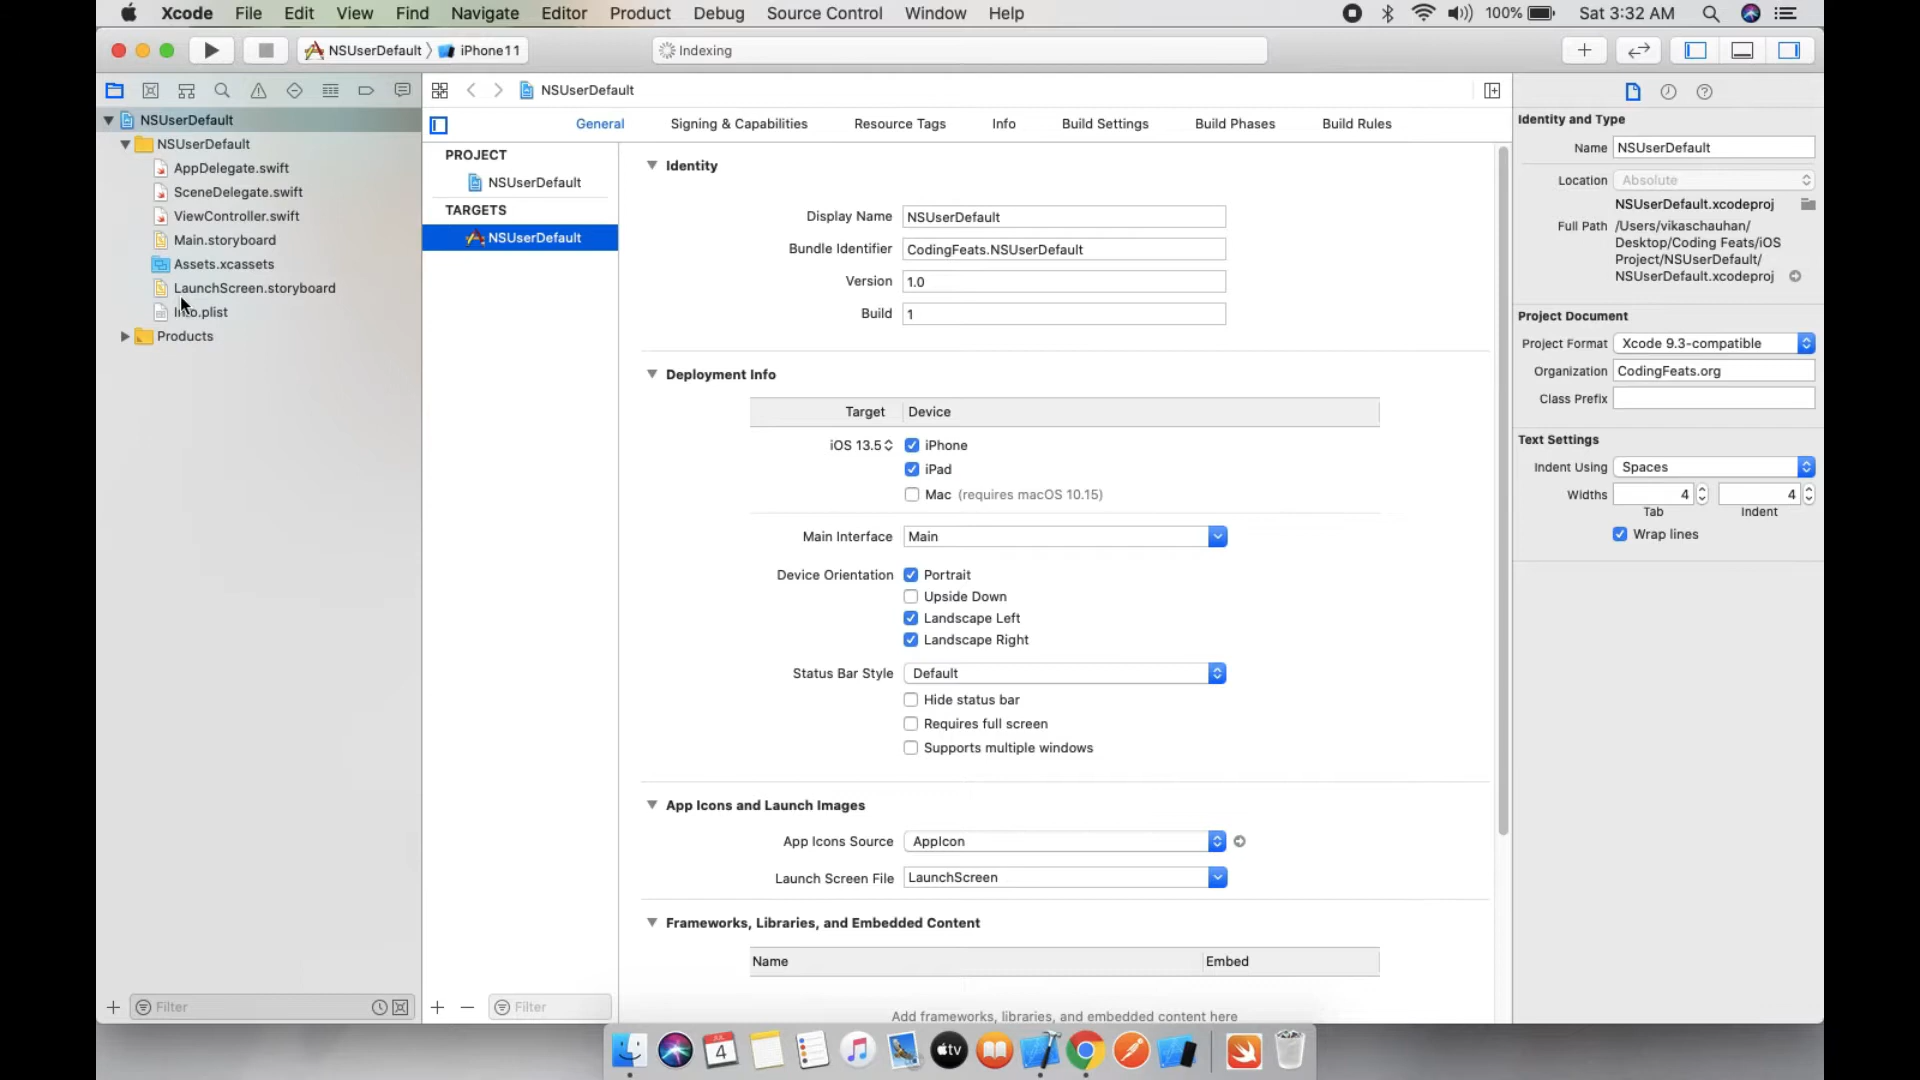 Xcode File Edit View Find Navigate Editor Product Debug Source Control Window Help 100% Sat 3:32 AM
NSUserDefault iPhone11 Indexing
NSUserDefault
NSUserDefault
AppDelegate.swift
SceneDelegate.swift
ViewController.swift
Main.storyboard
Assets.xcassets
LaunchScreen.storyboard
Info.plist
Products
Filter
NSUserDefault
General Signing & Capabilities Resource Tags Info Build Settings Build Phases Build Rules
PROJECT
NSUserDefault
TARGETS
NSUserDefault
Filter
Identity
Display Name NSUserDefault
Bundle Identifier CodingFeats.NSUserDefault
Version 1.0
Build 1
Deployment Info
Target Device
iOS 13.5 iPhone
iPad
Mac (requires macOS 10.15)
Main Interface Main
Device Orientation Portrait
Upside Down
Landscape Left
Landscape Right
Status Bar Style Default
Hide status bar
Requires full screen
Supports multiple windows
App Icons and Launch Images
App Icons Source AppIcon
Launch Screen File LaunchScreen
Frameworks, Libraries, and Embedded Content
Name Embed
Add frameworks, libraries, and embedded content here
Identity and Type
Name NSUserDefault
Location Absolute
NSUserDefault.xcodeproj
Full Path /Users/vikaschauhan/
Desktop/Coding Feats/iOS
Project/NSUserDefault/
NSUserDefault.xcodeproj
Project Document
Project Format Xcode 9.3-compatible
Organization CodingFeats.org
Class Prefix
Text Settings
Indent Using Spaces
Widths 4 4
Tab Indent
Wrap lines
JUL
4
tv